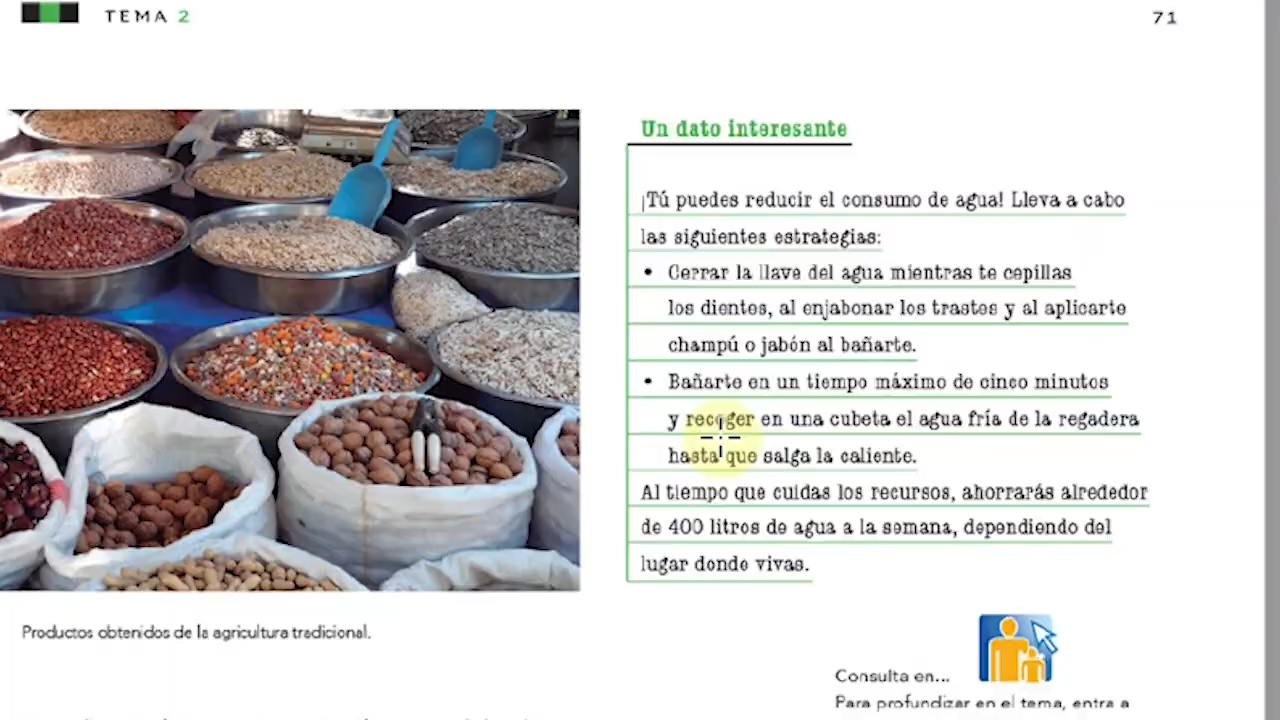 TEMA 2
71
Un dato interesante
¡Tú puedes reducir el consumo de agua! Lleva a cabo
las siguientes estrategias:
• Cerrar la llave del agua mientras te cepillas
los dientes, al enjabonar los trastes y al aplicarte
champú o jabón al bañarte.
• Bañarte en un tiempo máximo de cinco minutos
y recoger en una cubeta el agua fría de la regadera
hasta que salga la caliente.
Al tiempo que cuidas los recursos, ahorrarás alrededor
de 400 litros de agua a la semana, dependiendo del
lugar donde vivas.
Productos obtenidos de la agricultura tradicional.
Consulta en...
Para profundizar en el tema, entra a